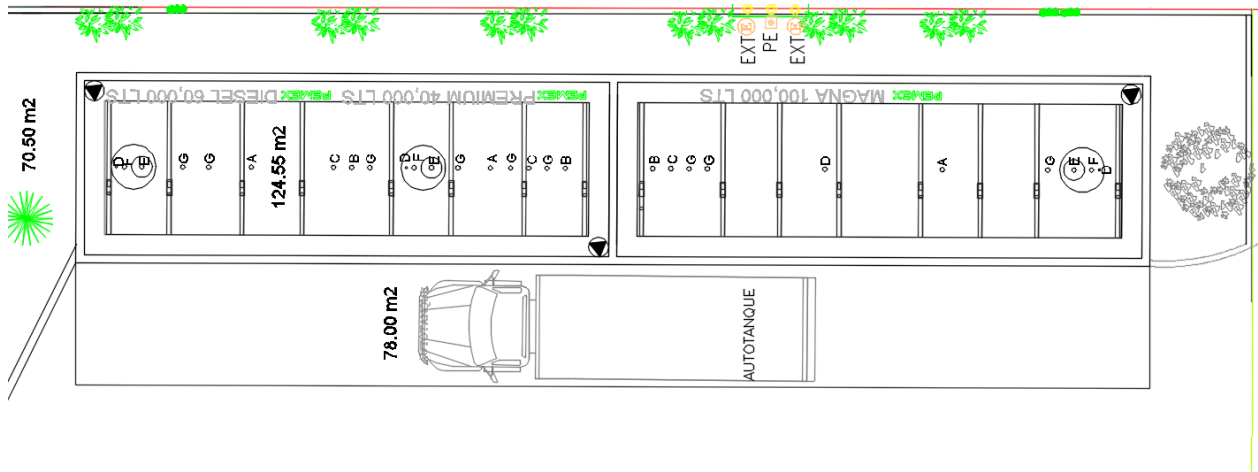 EXT
E
PE
EXT
E
PEMEX DIESEL 60,000 LTS
PEMEX PREMIUM 40,000 LTS
PEMEX MAGNA 100,000 LTS
70.50 m2
124.55 m2
D F E G G A C B G D F E G A G C G B
B C G G D A G E F D
78.00 m2
AUTOTANQUE